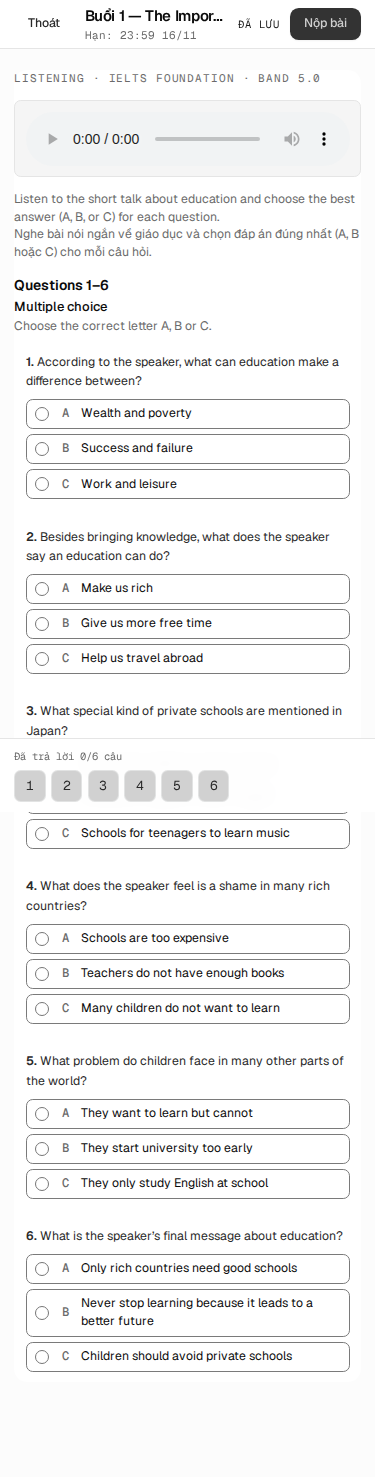 Thoát
Buổi 1 — The Impor...
Hạn: 23:59 16/11
ĐÃ LƯU
Nộp bài
LISTENING · IELTS FOUNDATION · BAND 5.0
0:00 / 0:00
Listen to the short talk about education and choose the best
answer (A, B, or C) for each question.
Nghe bài nói ngắn về giáo dục và chọn đáp án đúng nhất (A, B
hoặc C) cho mỗi câu hỏi.
Questions 1–6
Multiple choice
Choose the correct letter A, B or C.
1. According to the speaker, what can education make a
difference between?
A Wealth and poverty
B Success and failure
C Work and leisure
2. Besides bringing knowledge, what does the speaker
say an education can do?
A Make us rich
B Give us more free time
C Help us travel abroad
3. What special kind of private schools are mentioned in
Japan?
Đã trả lời 0/6 câu
1 2 3 4 5 6
C Schools for teenagers to learn music
4. What does the speaker feel is a shame in many rich
countries?
A Schools are too expensive
B Teachers do not have enough books
C Many children do not want to learn
5. What problem do children face in many other parts of
the world?
A They want to learn but cannot
B They start university too early
C They only study English at school
6. What is the speaker's final message about education?
A Only rich countries need good schools
B Never stop learning because it leads to a
better future
C Children should avoid private schools